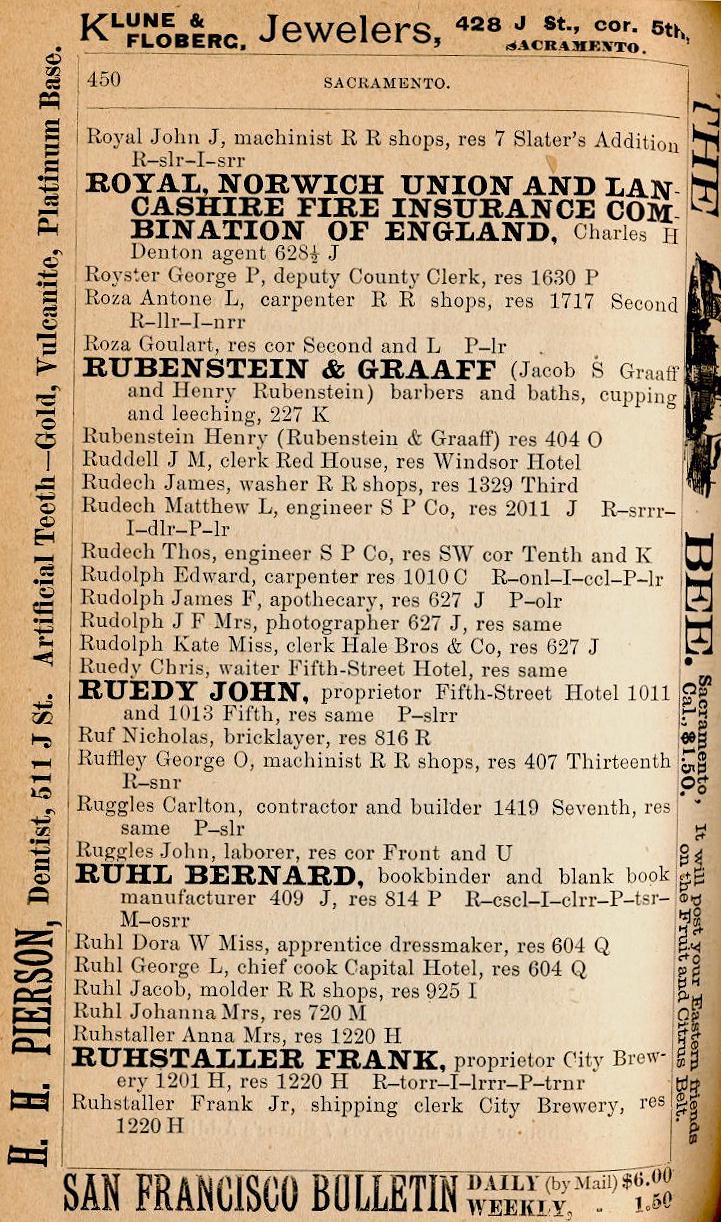 KLUNE & FLOBERG, Jewelers, 428 J St., cor. 5th, SACRAMENTO.
450 SACRAMENTO.
Royal John J, machinist R R shops, res 7 Slater's Addition
R–slr–I–srr
ROYAL, NORWICH UNION AND LAN-
CASHIRE FIRE INSURANCE COM-
BINATION OF ENGLAND, Charles H
Denton agent 628½ J
Royster George P, deputy County Clerk, res 1630 P
Roza Antone L, carpenter R R shops, res 1717 Second
R–llr–I–nrr
Roza Goulart, res cor Second and L P–lr
RUBENSTEIN & GRAAFF (Jacob S Graaff
and Henry Rubenstein) barbers and baths, cupping
and leeching, 227 K
Rubenstein Henry (Rubenstein & Graaff) res 404 O
Ruddell J M, clerk Red House, res Windsor Hotel
Rudech James, washer R R shops, res 1329 Third
Rudech Matthew L, engineer S P Co, res 2011 J R–srrr–
I–dlr–P–lr
Rudech Thos, engineer S P Co, res SW cor Tenth and K
Rudolph Edward, carpenter res 1010 C R–onl–I–ccl–P–lr
Rudolph James F, apothecary, res 627 J P–olr
Rudolph J F Mrs, photographer 627 J, res same
Rudolph Kate Miss, clerk Hale Bros & Co, res 627 J
Ruedy Chris, waiter Fifth-Street Hotel, res same
RUEDY JOHN, proprietor Fifth-Street Hotel 1011
and 1013 Fifth, res same P–slrr
Ruf Nicholas, bricklayer, res 816 R
Ruffley George O, machinist R R shops, res 407 Thirteenth
R–snr
Ruggles Carlton, contractor and builder 1419 Seventh, res
same P–slr
Ruggles John, laborer, res cor Front and U
RUHL BERNARD, bookbinder and blank book
manufacturer 409 J, res 814 P R–cscl–I–clrr–P–tsr–
M–osrr
Ruhl Dora W Miss, apprentice dressmaker, res 604 Q
Ruhl George L, chief cook Capital Hotel, res 604 Q
Ruhl Jacob, molder R R shops, res 925 I
Ruhl Johanna Mrs, res 720 M
Ruhstaller Anna Mrs, res 1220 H
RUHSTALLER FRANK, proprietor City Brew-
ery 1201 H, res 1220 H R–torr–I–lrrr–P–trnr
Ruhstaller Frank Jr, shipping clerk City Brewery, res
1220 H
H. H. PIERSON, Dentist, 511 J St. Artificial Teeth—Gold, Vulcanite, Platinum Base.
THE BEE.
Sacramento, Cal., $1.50.
It will post your Eastern friends
on the Fruit and Citrus Belt.
SAN FRANCISCO BULLETIN DAILY (by Mail) $6.00
WEEKLY, - 1.50